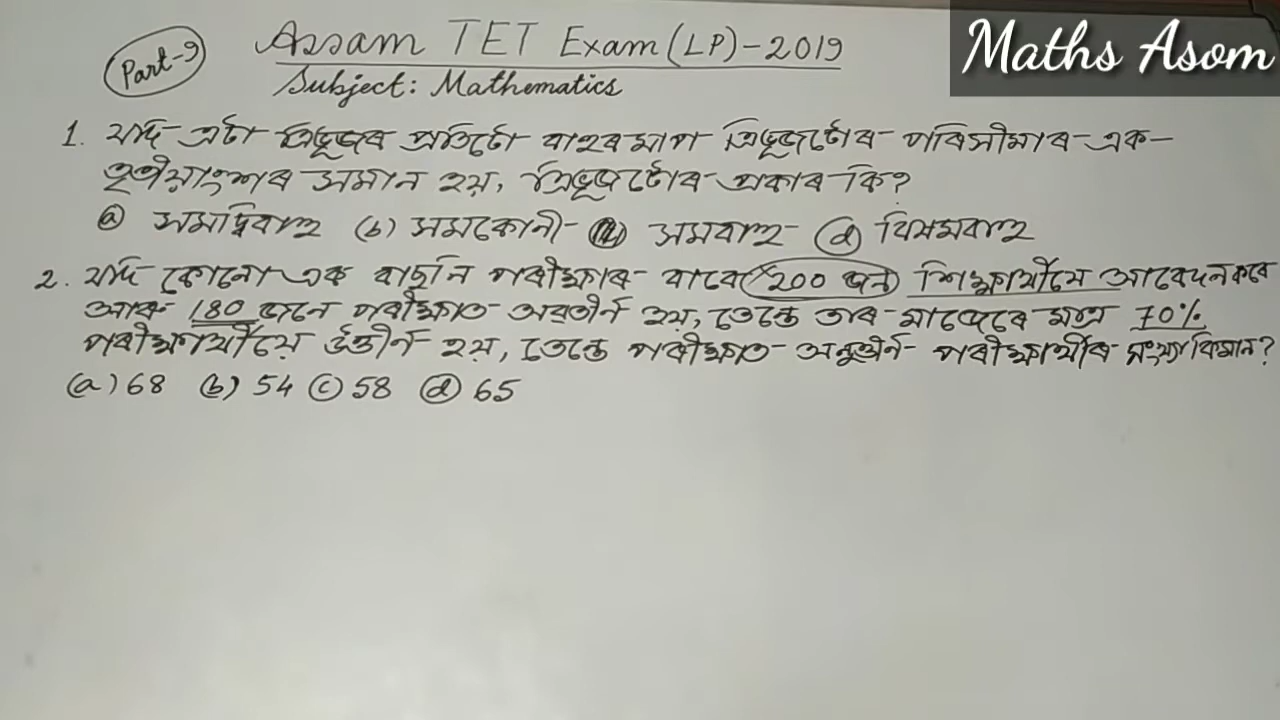 Maths Asom
Part-9
Assam TET Exam (LP)-2019
Subject: Mathematics
1. যদি এটা ত্ৰিভূজৰ প্ৰতিটো বাহুৰ মাপ ত্ৰিভূজটোৰ পৰিসীমাৰ এক-
তৃতীয়াংশৰ সমান হয়, ত্ৰিভূজটোৰ প্ৰকাৰ কি?
(a) সমদ্বিবাহু (b) সমকোনী সমবাহু (d) বিষমবাহু
2. যদি কোনো এক বাছনি পৰীক্ষাৰ বাবে 200 জন শিক্ষাৰ্থীয়ে আবেদন কৰে
আৰু 180 জনে পৰীক্ষাত অৱতীৰ্ন হয়, তেন্তে তাৰ মাজেৰে মাত্ৰ 70%
পৰীক্ষাৰ্থীয়ে উত্তীৰ্ন হয়, তেন্তে পৰীক্ষাত অনুত্তীৰ্ন পৰীক্ষাৰ্থীৰ সংখ্যা কিমান?
(a) 68 (b) 54 (c) 58 (d) 65